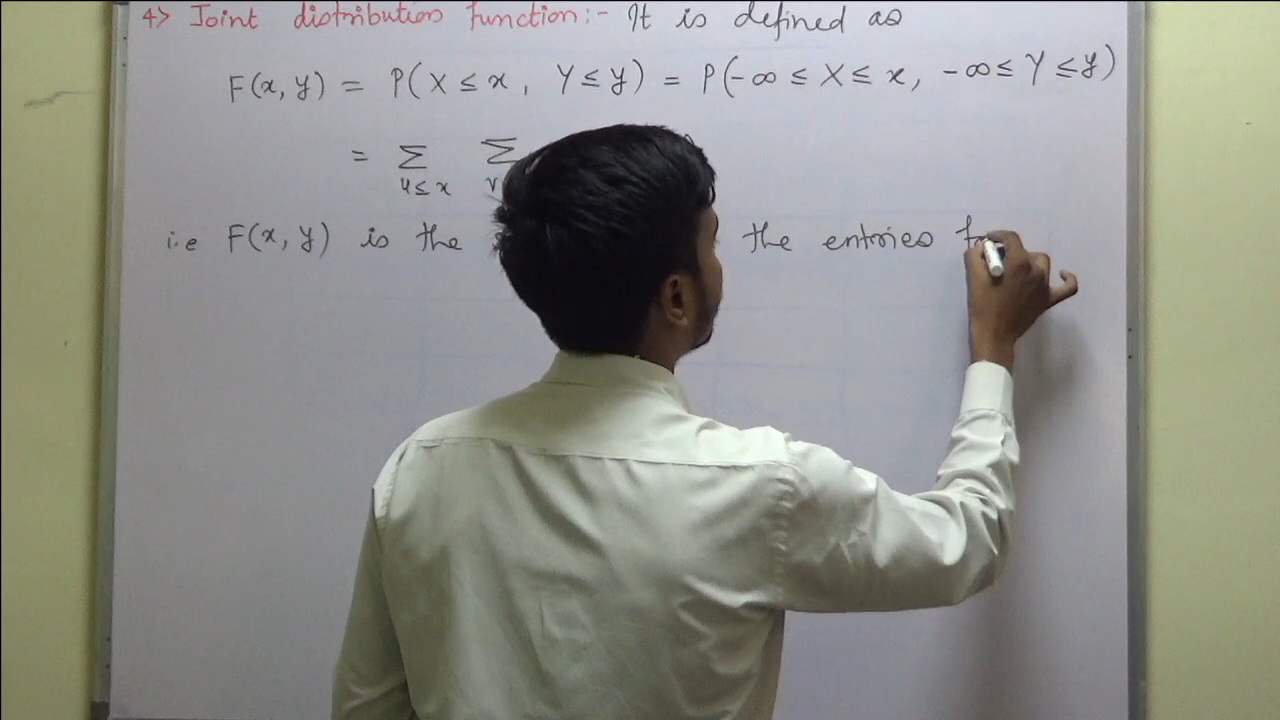 4> Joint distribution function:- It is defined as
F(x, y) = P(X ≤ x, Y ≤ y) = P(-∞ ≤ X ≤ x, -∞ ≤ Y ≤ y)
= Σ Σ
u≤x v
i.e F(x, y) is the the entries